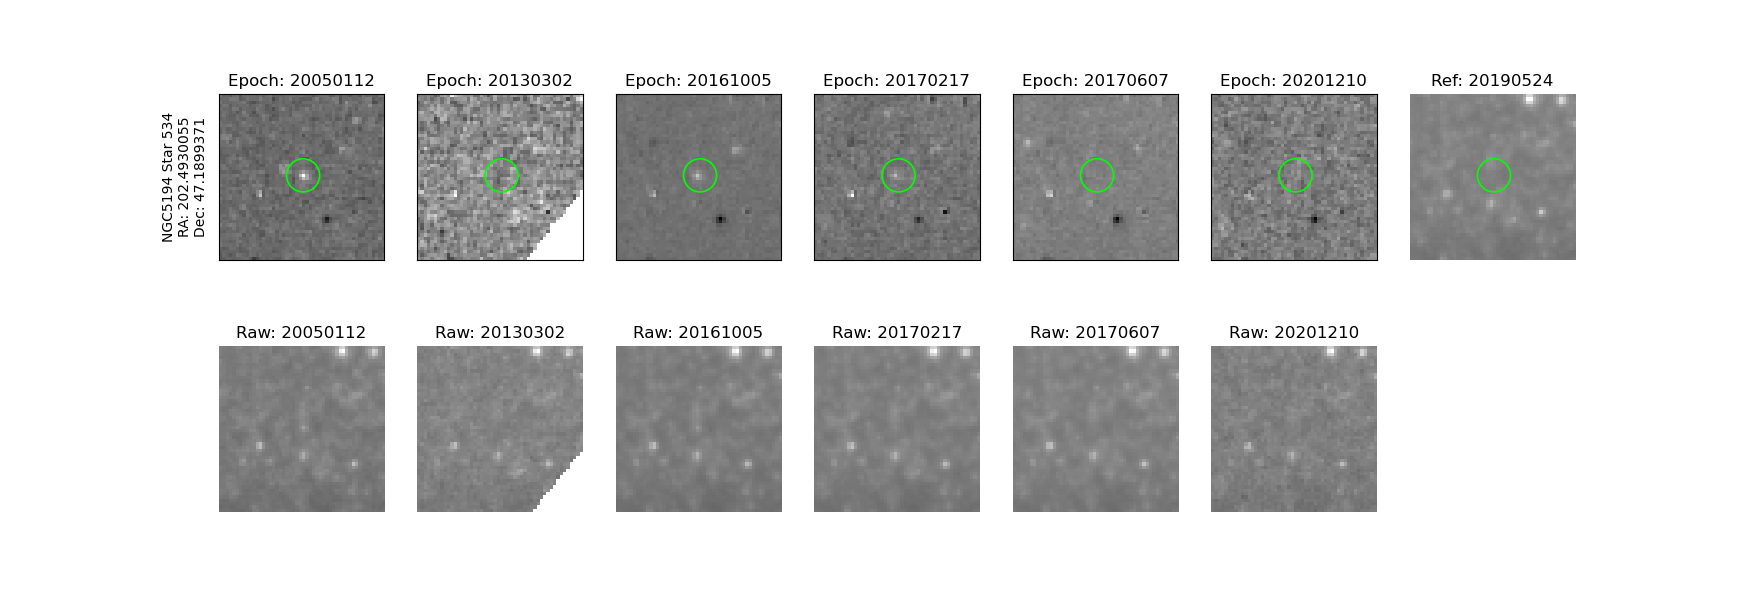 Epoch: 20050112
Epoch: 20130302
Epoch: 20161005
Epoch: 20170217
Epoch: 20170607
Epoch: 20201210
Ref: 20190524
NGC5194 Star 534
RA: 202.4930055
Dec: 47.1899371
Raw: 20050112
Raw: 20130302
Raw: 20161005
Raw: 20170217
Raw: 20170607
Raw: 20201210